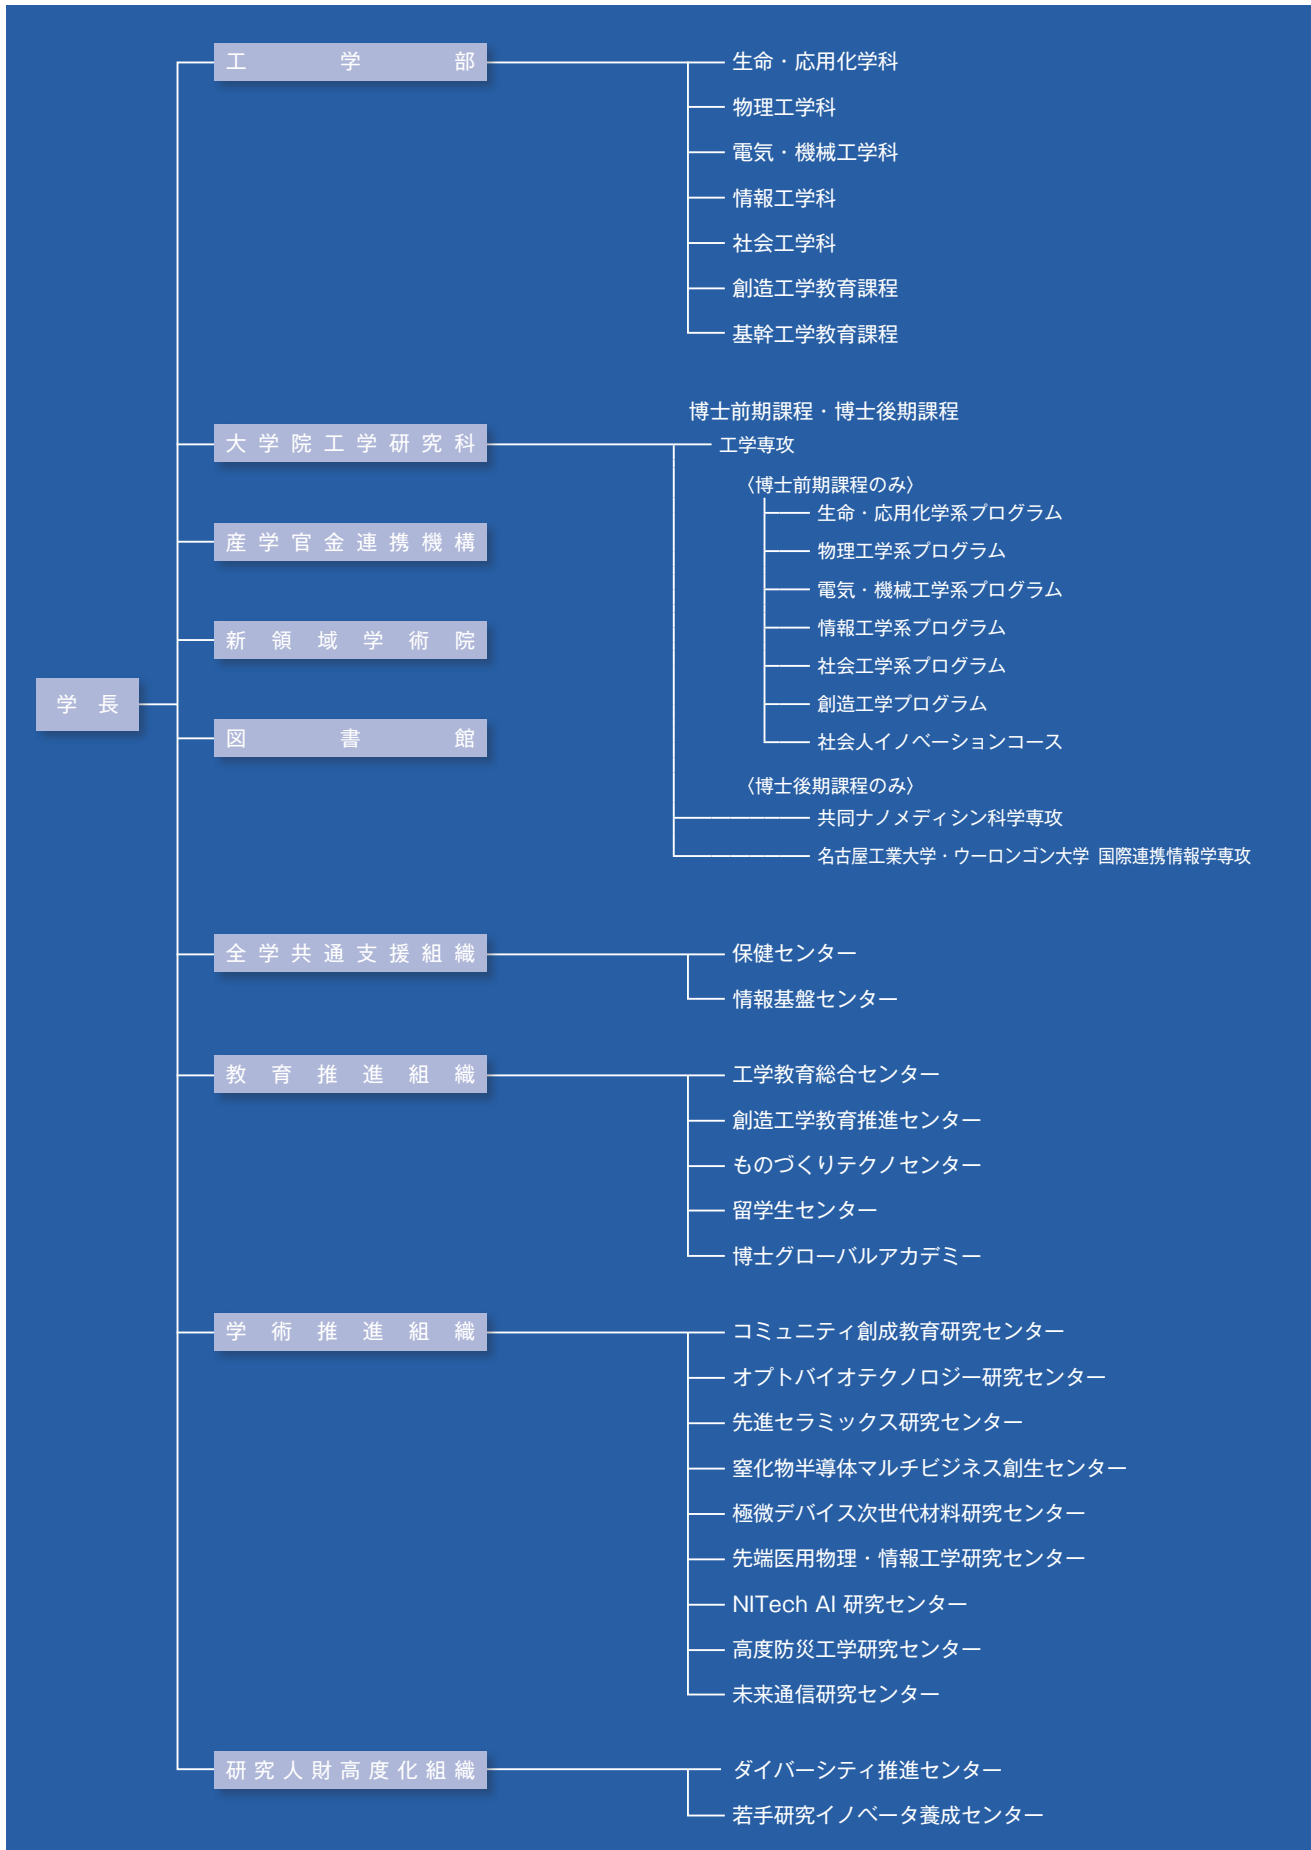 学長
工学部
生命・応用化学科
物理工学科
電気・機械工学科
情報工学科
社会工学科
創造工学教育課程
基幹工学教育課程
大学院工学研究科
博士前期課程・博士後期課程
工学専攻
〈博士前期課程のみ〉
生命・応用化学系プログラム
物理工学系プログラム
電気・機械工学系プログラム
情報工学系プログラム
社会工学系プログラム
創造工学プログラム
社会人イノベーションコース
〈博士後期課程のみ〉
共同ナノメディシン科学専攻
名古屋工業大学・ウーロンゴン大学 国際連携情報学専攻
産学官金連携機構
新領域学術院
図書館
全学共通支援組織
保健センター
情報基盤センター
教育推進組織
工学教育総合センター
創造工学教育推進センター
ものづくりテクノセンター
留学生センター
博士グローバルアカデミー
学術推進組織
コミュニティ創成教育研究センター
オプトバイオテクノロジー研究センター
先進セラミックス研究センター
窒化物半導体マルチビジネス創生センター
極微デバイス次世代材料研究センター
先端医用物理・情報工学研究センター
NITech AI 研究センター
高度防災工学研究センター
未来通信研究センター
研究人財高度化組織
ダイバーシティ推進センター
若手研究イノベータ養成センター